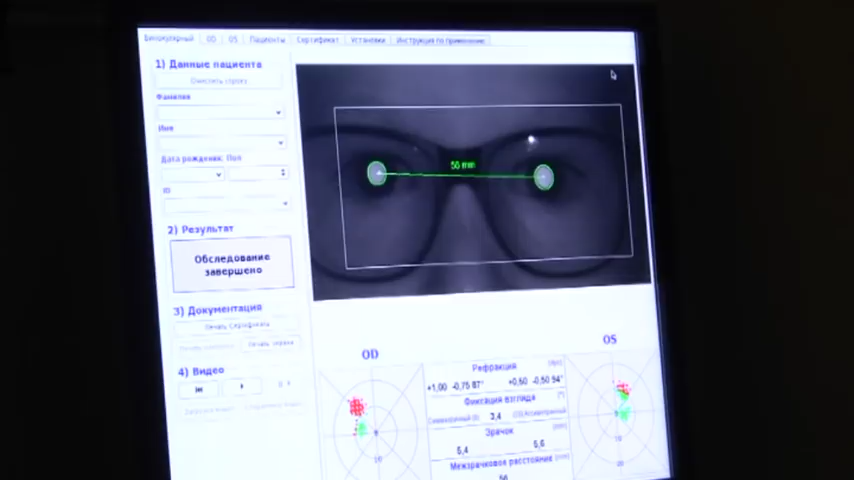 Бинокулярный OD OS Пациенты Сертификат Установки Инструкция по применению
1) Данные пациента
Очистить строку
Фамилия
Имя
Дата рождения: Пол
ID
2) Результат
Обследование
завершено
3) Документация
Печать сертификата
Печать экрана
4) Видео
56 mm
OD
OS
Рефракция
+1,00 -0,75 87° +0,50 -0,50 94°
Фиксация взгляда
Симметричный 3,4 Ассиметричный
Зрачок
5,4 5,6
Межзрачковое расстояние
56